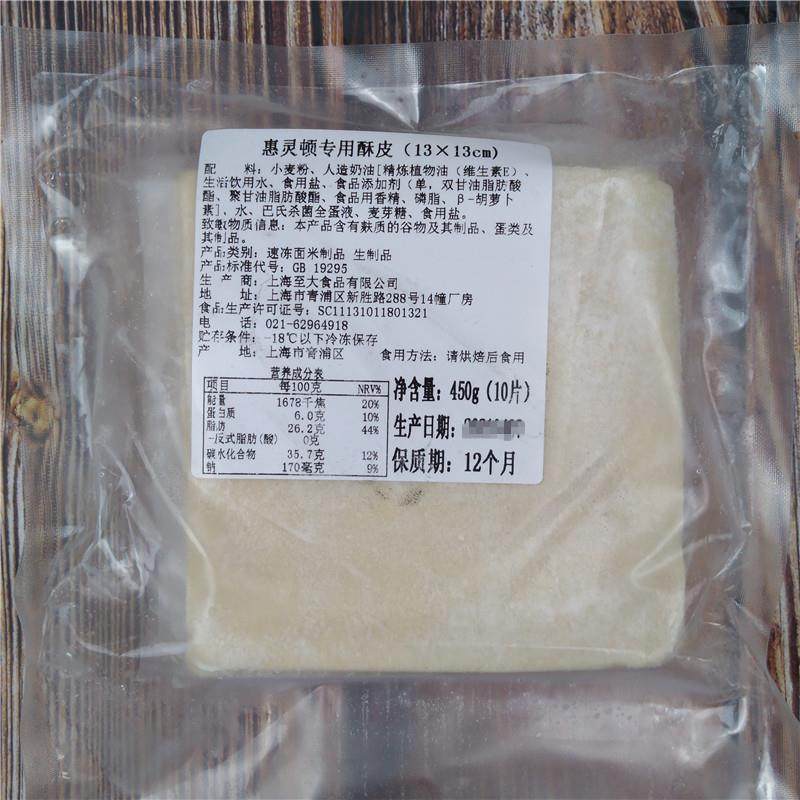 惠灵顿专用酥皮（13×13cm）
配 料：小麦粉、人造奶油[精炼植物油（维生素E）、
生活饮用水、食用盐、食品添加剂（单，双甘油脂肪酸
酯、聚甘油脂肪酸酯、食品用香精、磷脂、β-胡萝卜
素]、水、巴氏杀菌全蛋液、麦芽糖、食用盐。
致敏物质信息：本产品含有麸质的谷物及其制品、蛋类及
其制品。
产品类别：速冻面米制品 生制品
产品标准代号：GB 19295
生 产 商：上海至大食品有限公司
地 址：上海市青浦区新胜路288号14幢厂房
食品生产许可证号：SC11131011801321
电 话：021-62964918
贮存条件：-18℃以下冷冻保存
产 地：上海市青浦区 食用方法：请烘焙后食用
营养成分表
项目 每100克 NRV%
能量 1678千焦 20%
蛋白质 6.0克 10%
脂肪 26.2克 44%
-反式脂肪(酸) 0克
碳水化合物 35.7克 12%
钠 170毫克 9%
净含量：450g（10片）
生产日期：
保质期：12个月